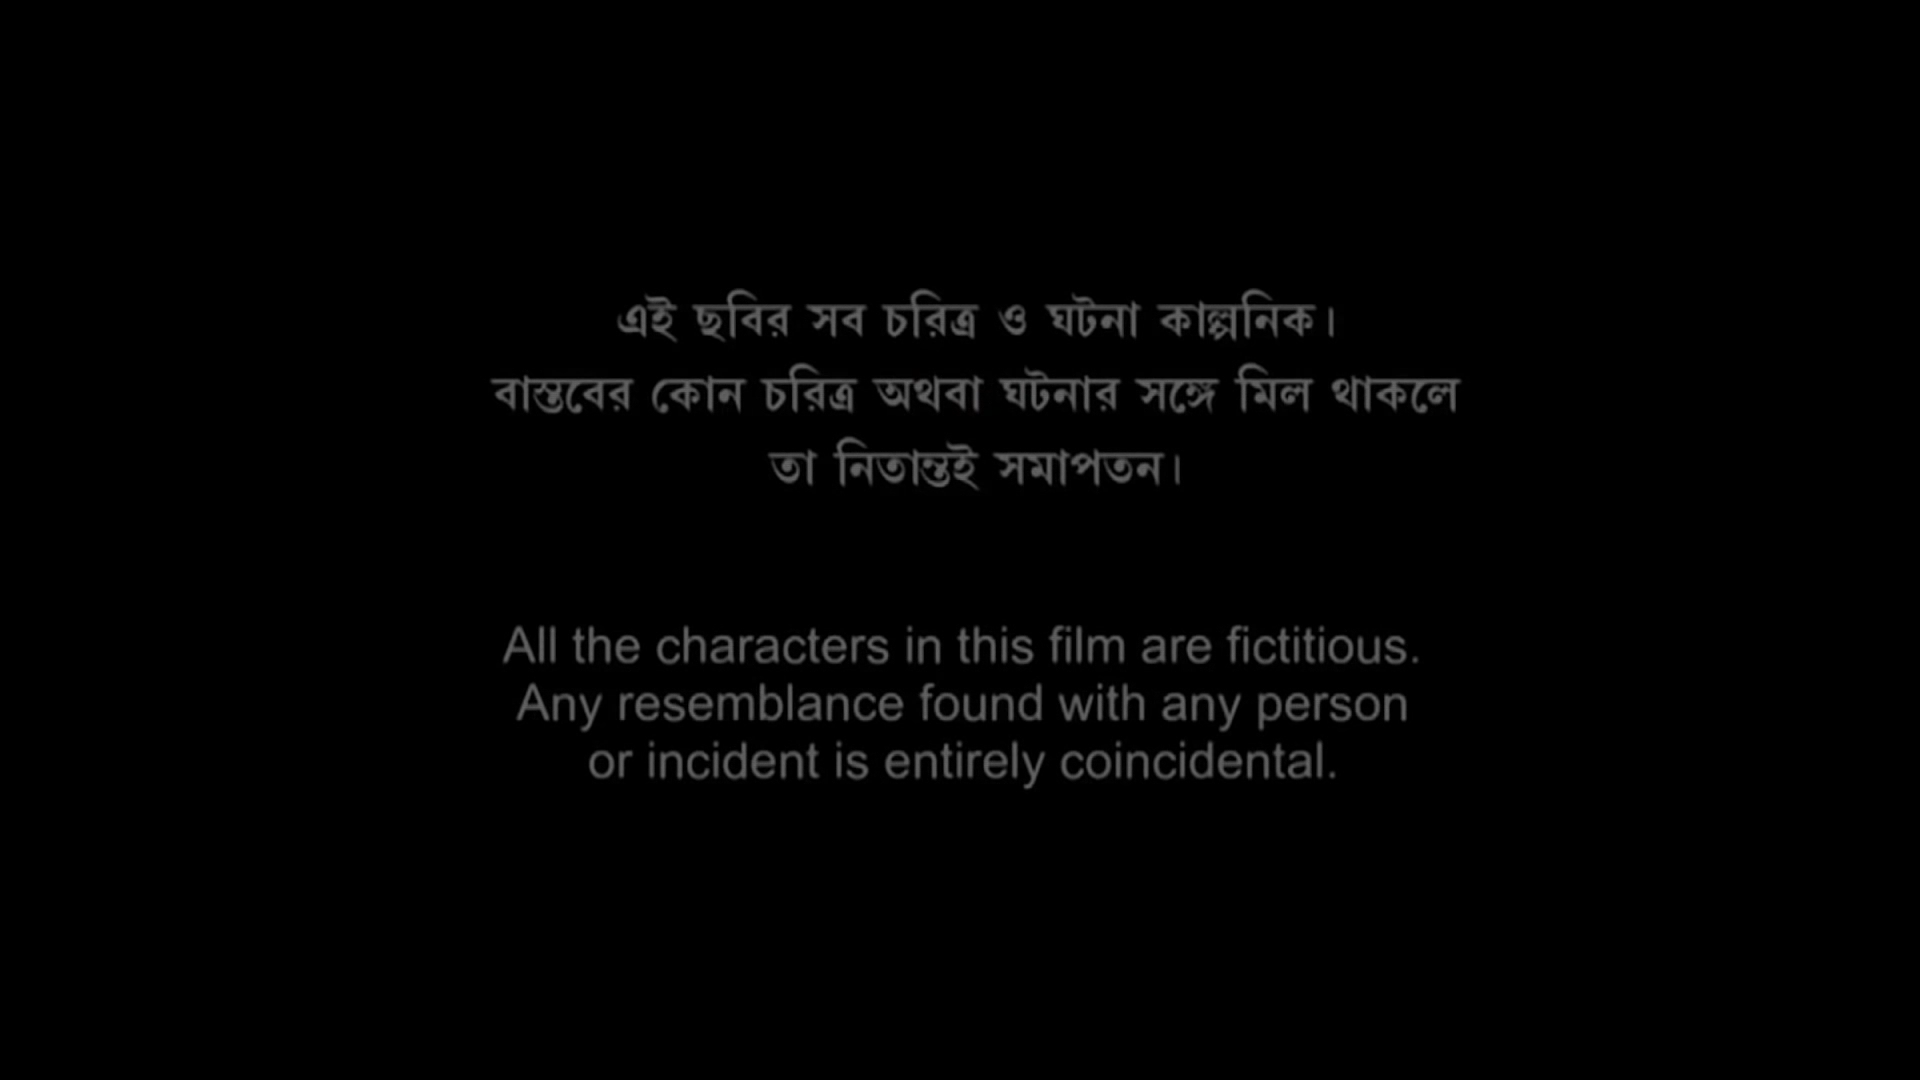 এই ছবির সব চরিত্র ও ঘটনা কাল্পনিক।
বাস্তবের কোন চরিত্র অথবা ঘটনার সঙ্গে মিল থাকলে
তা নিতান্তই সমাপতন।
All the characters in this film are fictitious.
Any resemblance found with any person
or incident is entirely coincidental.